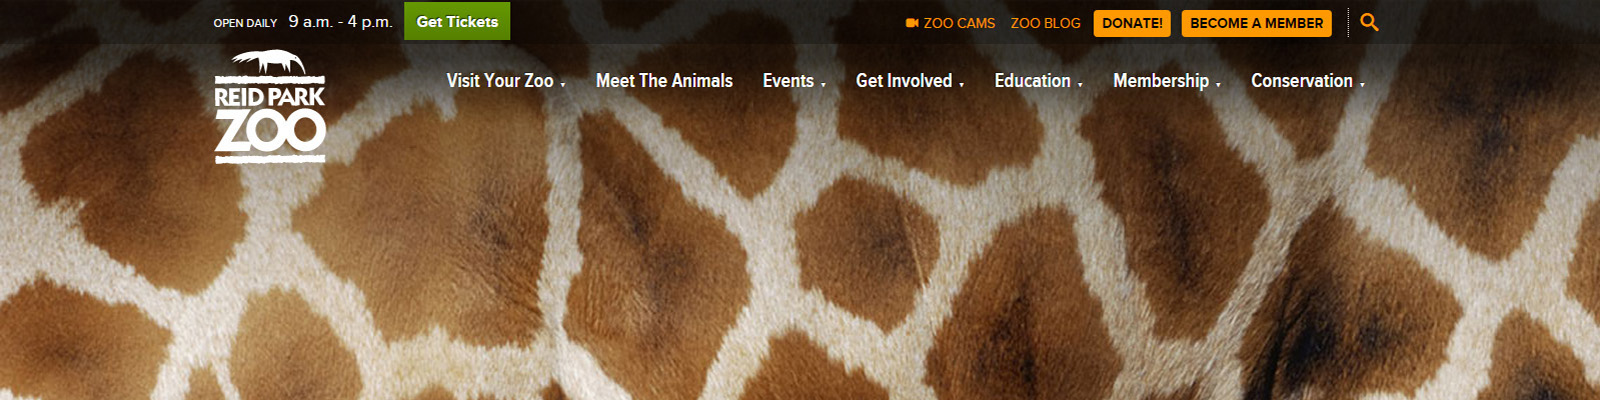 OPEN DAILY 9 a.m. - 4 p.m. Get Tickets ZOO CAMS ZOO BLOG DONATE! BECOME A MEMBER
REID PARK
ZOO
Visit Your Zoo Meet The Animals Events Get Involved Education Membership Conservation